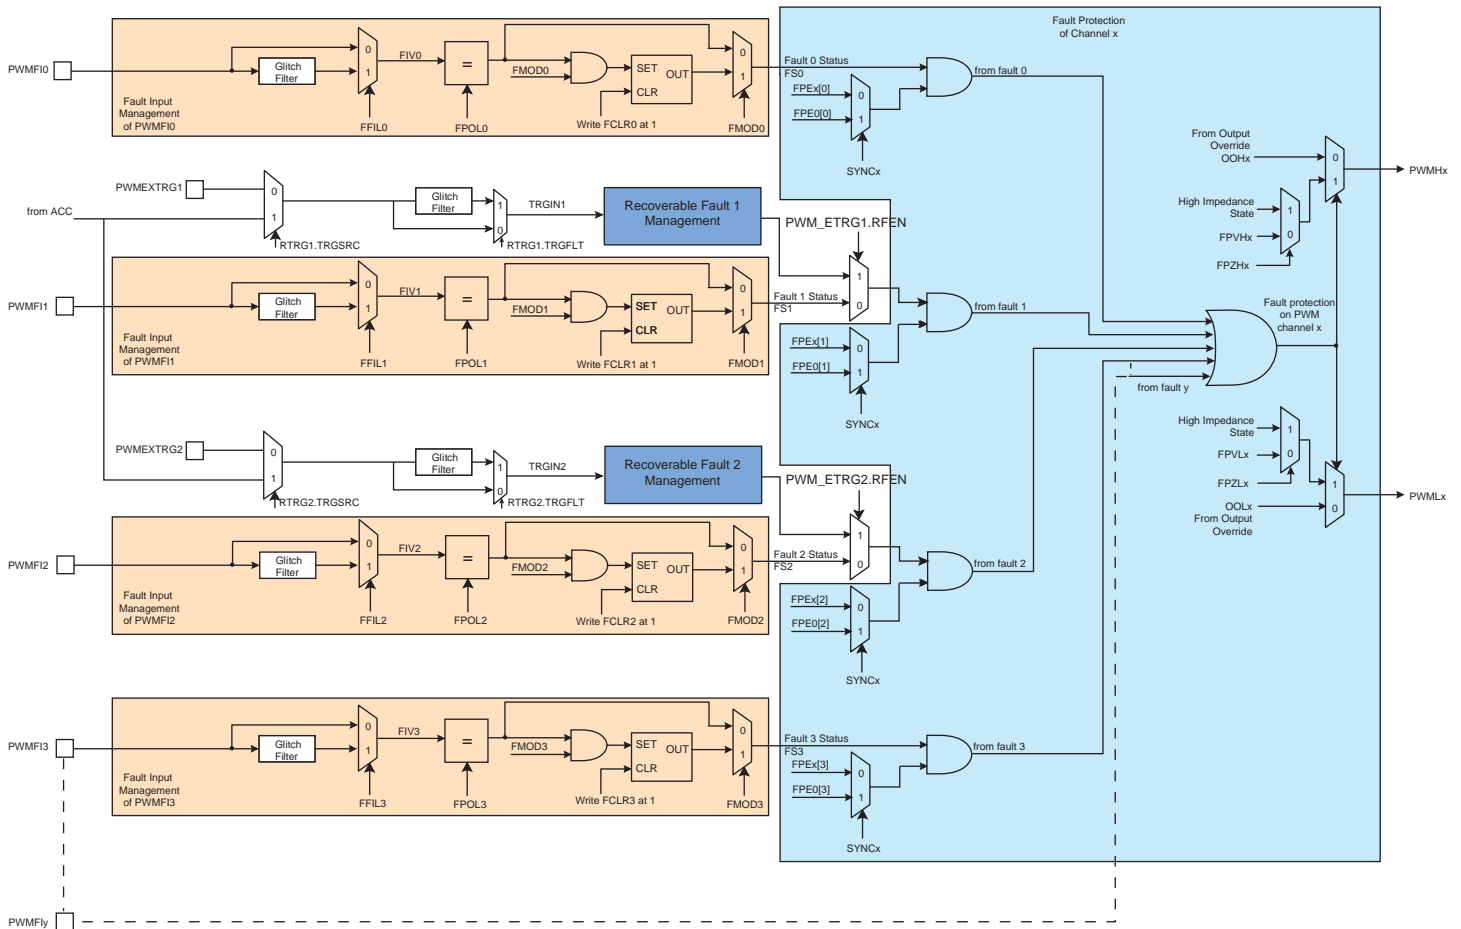 Fault Protection
of Channel x
PWMFI0
Glitch
Filter
0
1
FIV0
=
FMOD0
SET
OUT
CLR
0
1
Fault Input
Management
of PWMFI0
FFIL0
FPOL0
Write FCLR0 at 1
FMOD0
Fault 0 Status
FS0
FPEx[0]
FPE0[0]
0
1
SYNCx
from fault 0
From Output
Override
OOHx
0
1
PWMHx
High Impedance
State
FPVHx
1
0
FPZHx
PWMEXTRG1
from ACC
0
1
RTRG1.TRGSRC
Glitch
Filter
1
0
TRGIN1
RTRG1.TRGFLT
Recoverable Fault 1
Management
PWM_ETRG1.RFEN
1
0
PWMFI1
Glitch
Filter
0
1
FIV1
=
FMOD1
SET
OUT
CLR
0
1
Fault Input
Management
of PWMFI1
FFIL1
FPOL1
Write FCLR1 at 1
FMOD1
Fault 1 Status
FS1
FPEx[1]
FPE0[1]
0
1
SYNCx
from fault 1
Fault protection
on PWM
channel x
from fault y
PWMEXTRG2
0
1
RTRG2.TRGSRC
Glitch
Filter
1
0
TRGIN2
RTRG2.TRGFLT
Recoverable Fault 2
Management
PWM_ETRG2.RFEN
1
0
High Impedance
State
FPVLx
1
0
FPZLx
OOLx
From Output
Override
1
0
PWMLx
PWMFI2
Glitch
Filter
0
1
FIV2
=
FMOD2
SET
OUT
CLR
0
1
Fault Input
Management
of PWMFI2
FFIL2
FPOL2
Write FCLR2 at 1
FMOD2
Fault 2 Status
FS2
FPEx[2]
FPE0[2]
0
1
SYNCx
from fault 2
PWMFI3
Glitch
Filter
0
1
FIV3
=
FMOD3
SET
OUT
CLR
0
1
Fault Input
Management
of PWMFI3
FFIL3
FPOL3
Write FCLR3 at 1
FMOD3
Fault 3 Status
FS3
FPEx[3]
FPE0[3]
0
1
SYNCx
from fault 3
PWMFIy